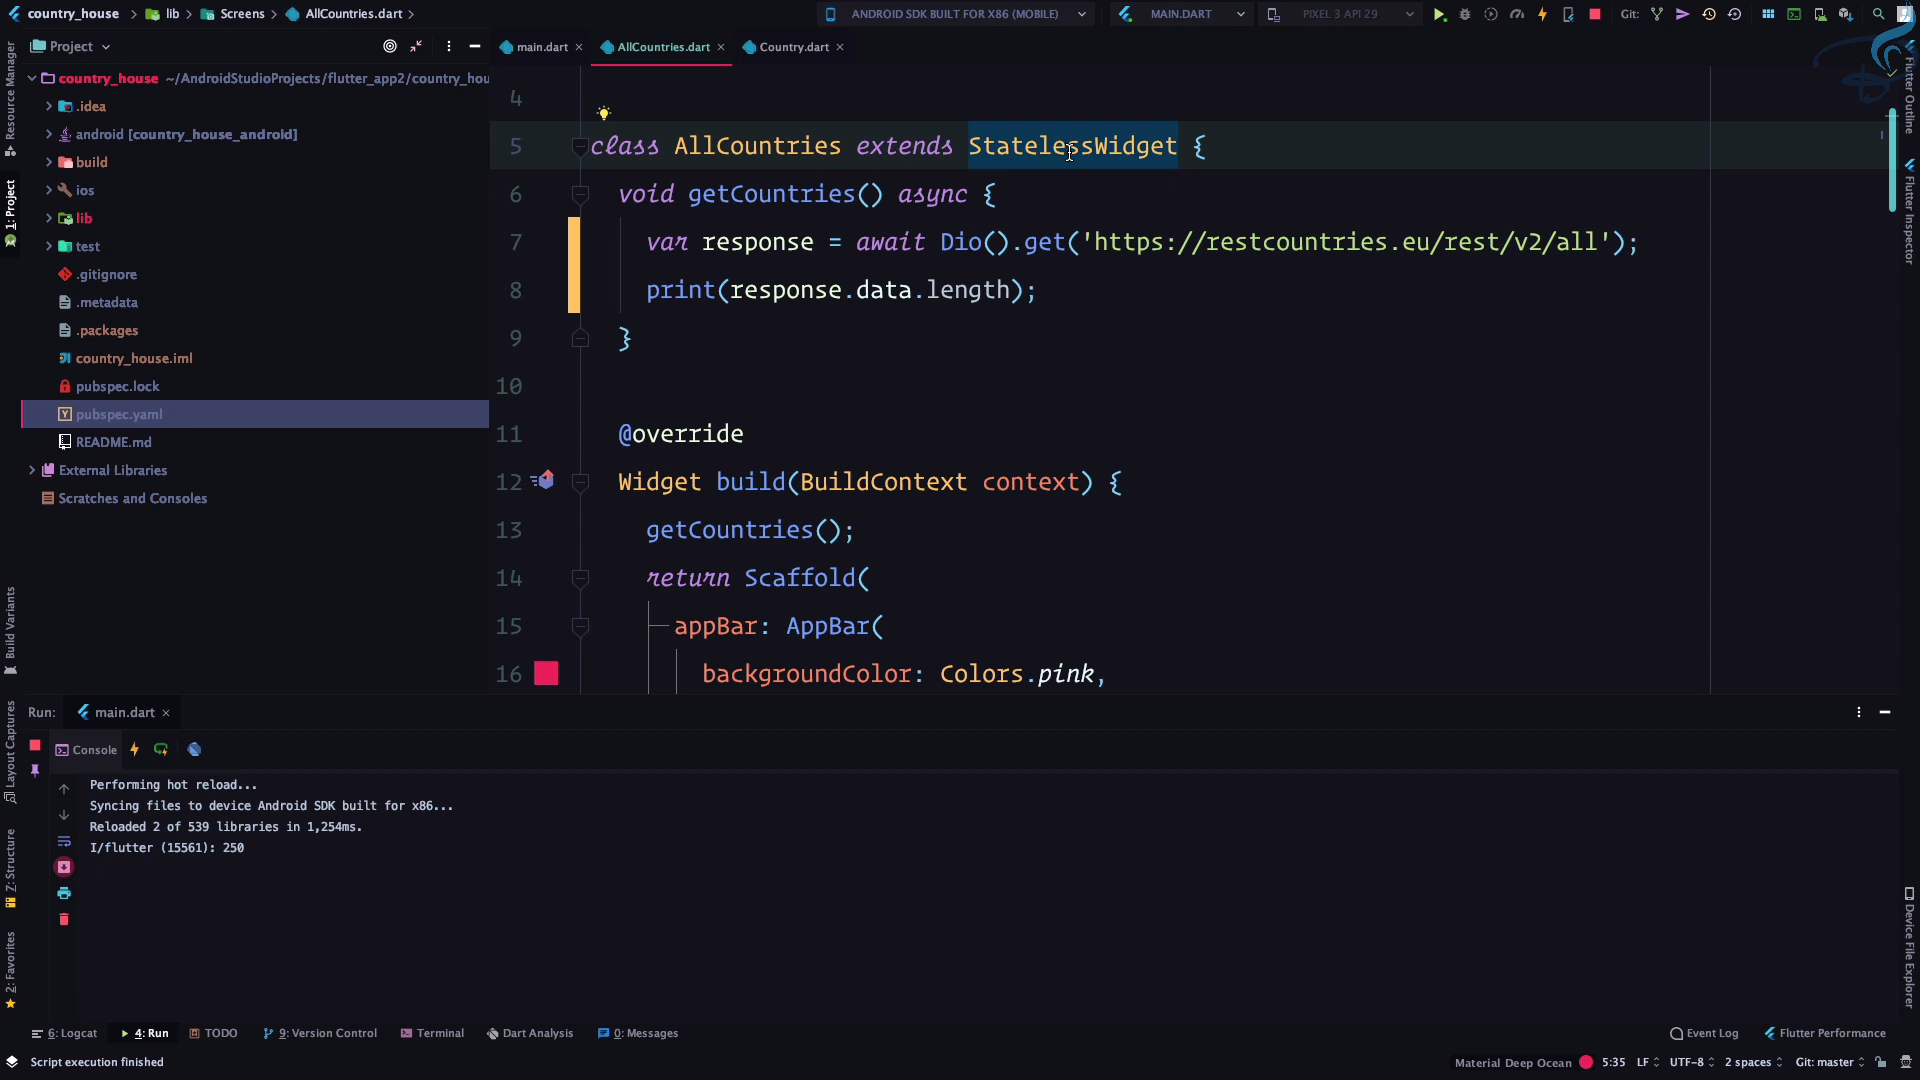 country_house > lib > Screens > AllCountries.dart >
ANDROID SDK BUILT FOR X86 (MOBILE)
MAIN.DART
PIXEL 3 API 29
Git:
Project
main.dart
AllCountries.dart
Country.dart
country_house ~/AndroidStudioProjects/flutter_app2/country_hou
.idea
android [country_house_android]
build
ios
lib
test
.gitignore
.metadata
.packages
country_house.iml
pubspec.lock
pubspec.yaml
README.md
External Libraries
Scratches and Consoles
Resource Manager
1: Project
Build Variants
Layout Captures
Z: Structure
2: Favorites
4
5 class AllCountries extends StatelessWidget {
6 void getCountries() async {
7 var response = await Dio().get('https://restcountries.eu/rest/v2/all');
8 print(response.data.length);
9 }
10
11 @override
12 Widget build(BuildContext context) {
13 getCountries();
14 return Scaffold(
15 appBar: AppBar(
16 backgroundColor: Colors.pink,
Flutter Outline
Flutter Inspector
Device File Explorer
Run: main.dart
Console
Performing hot reload...
Syncing files to device Android SDK built for x86...
Reloaded 2 of 539 libraries in 1,254ms.
I/flutter (15561): 250
6: Logcat
4: Run
TODO
9: Version Control
Terminal
Dart Analysis
0: Messages
Event Log
Flutter Performance
Script execution finished
Material Deep Ocean
5:35
LF
UTF-8
2 spaces
Git: master